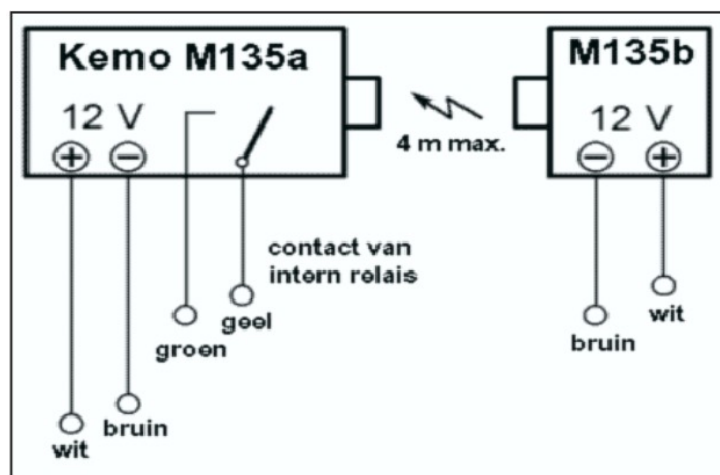 Kemo M135a
12 V
+ −
contact van
intern relais
groen
geel
wit
bruin
4 m max.
M135b
12 V
− +
bruin
wit